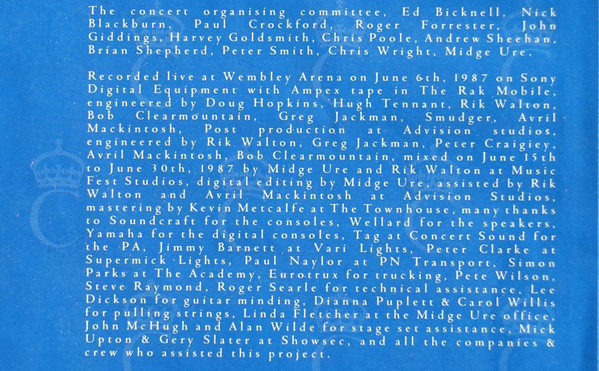 The concert organising committee, Ed Bicknell, Nick
Blackburn, Paul Crockford, Roger Forrester, John
Giddings, Harvey Goldsmith, Chris Poole, Andrew Sheehan,
Brian Shepherd, Peter Smith, Chris Wright, Midge Ure.
Recorded live at Wembley Arena on June 6th, 1987 on Sony
Digital Equipment with Ampex tape in The Rak Mobile,
engineered by Doug Hopkins, Hugh Tennant, Rik Walton,
Bob Clearmountain, Greg Jackman, Smudger, Avril
Mackintosh, Post production at Advision studios,
engineered by Rik Walton, Greg Jackman, Peter Craigiey,
Avril Mackintosh, Bob Clearmountain, mixed on June 15th
to June 30th, 1987 by Midge Ure and Rik Walton at Music
Fest Studios, digital editing by Midge Ure, assisted by Rik
Walton and Avril Mackintosh at Advision Studios,
mastering by Kevin Metcalfe at The Townhouse, many thanks
to Soundcraft for the consoles, Wellard for the speakers,
Yamaha for the digital consoles, Tag at Concert Sound for
the PA, Jimmy Barnett at Vari Lights, Peter Clarke at
Supermick Lights, Paul Naylor at PN Transport, Simon
Parks at The Academy, Eurotrux for trucking, Pete Wilson,
Steve Raymond, Roger Searle for technical assistance, Lee
Dickson for guitar minding, Dianna Puplett & Carol Willis
for pulling strings, Linda Fletcher at the Midge Ure office,
John McHugh and Alan Wilde for stage set assistance, Mick
Upton & Gery Slater at Showsec, and all the companies &
crew who assisted this project.